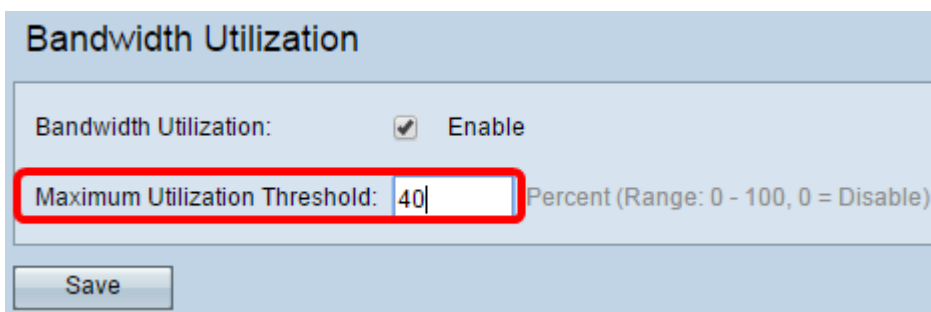 Bandwidth Utilization
Bandwidth Utilization: Enable
Maximum Utilization Threshold: 40 Percent (Range: 0 - 100, 0 = Disable)
Save